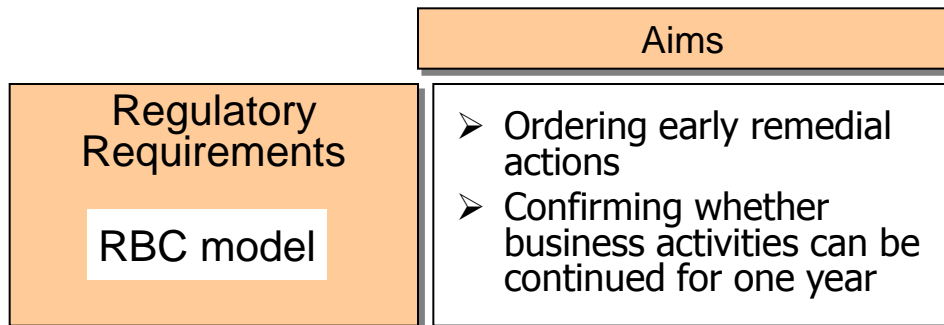 Aims
Regulatory
Requirements
RBC model
➢ Ordering early remedial
actions
➢ Confirming whether
business activities can be
continued for one year